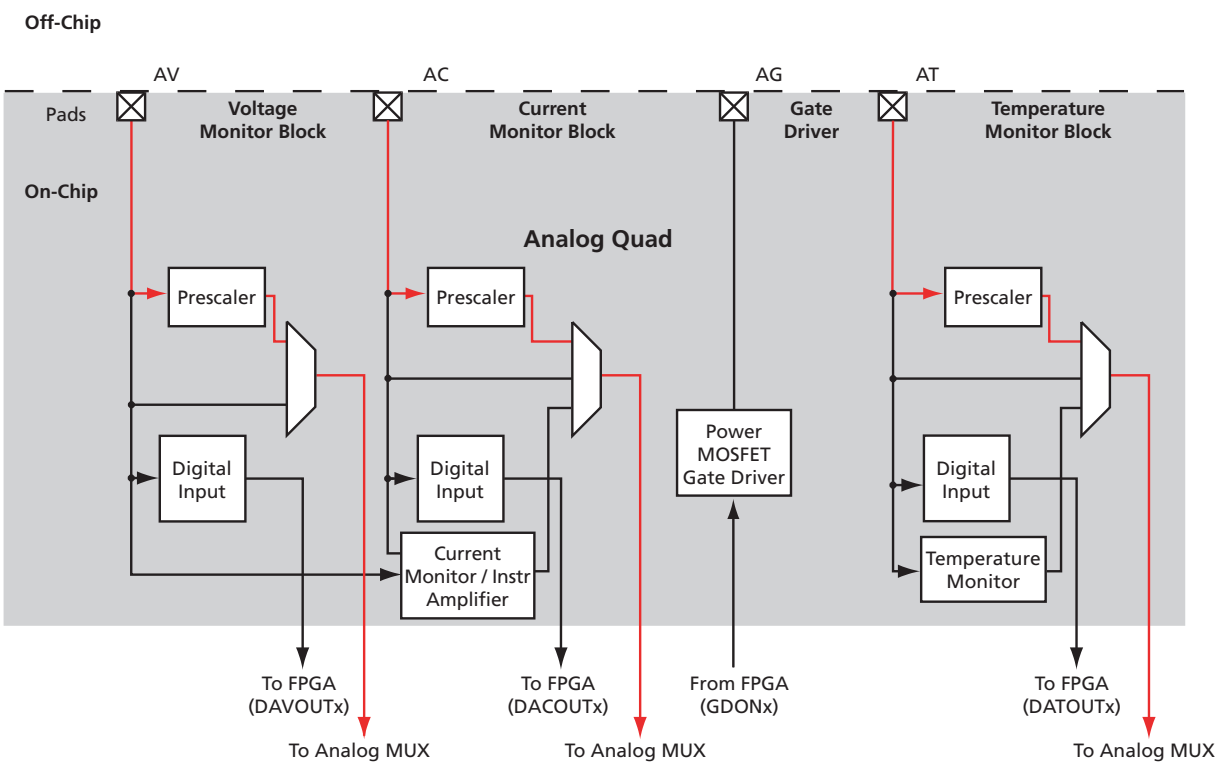 Off-Chip
AV
AC
AG
AT
Pads
Voltage
Monitor Block
Current
Monitor Block
Gate
Driver
Temperature
Monitor Block
On-Chip
Analog Quad
Prescaler
Prescaler
Prescaler
Digital
Input
Digital
Input
Power
MOSFET
Gate Driver
Digital
Input
Current
Monitor / Instr
Amplifier
Temperature
Monitor
To FPGA
(DAVOUTx)
To FPGA
(DACOUTx)
From FPGA
(GDONx)
To FPGA
(DATOUTx)
To Analog MUX
To Analog MUX
To Analog MUX